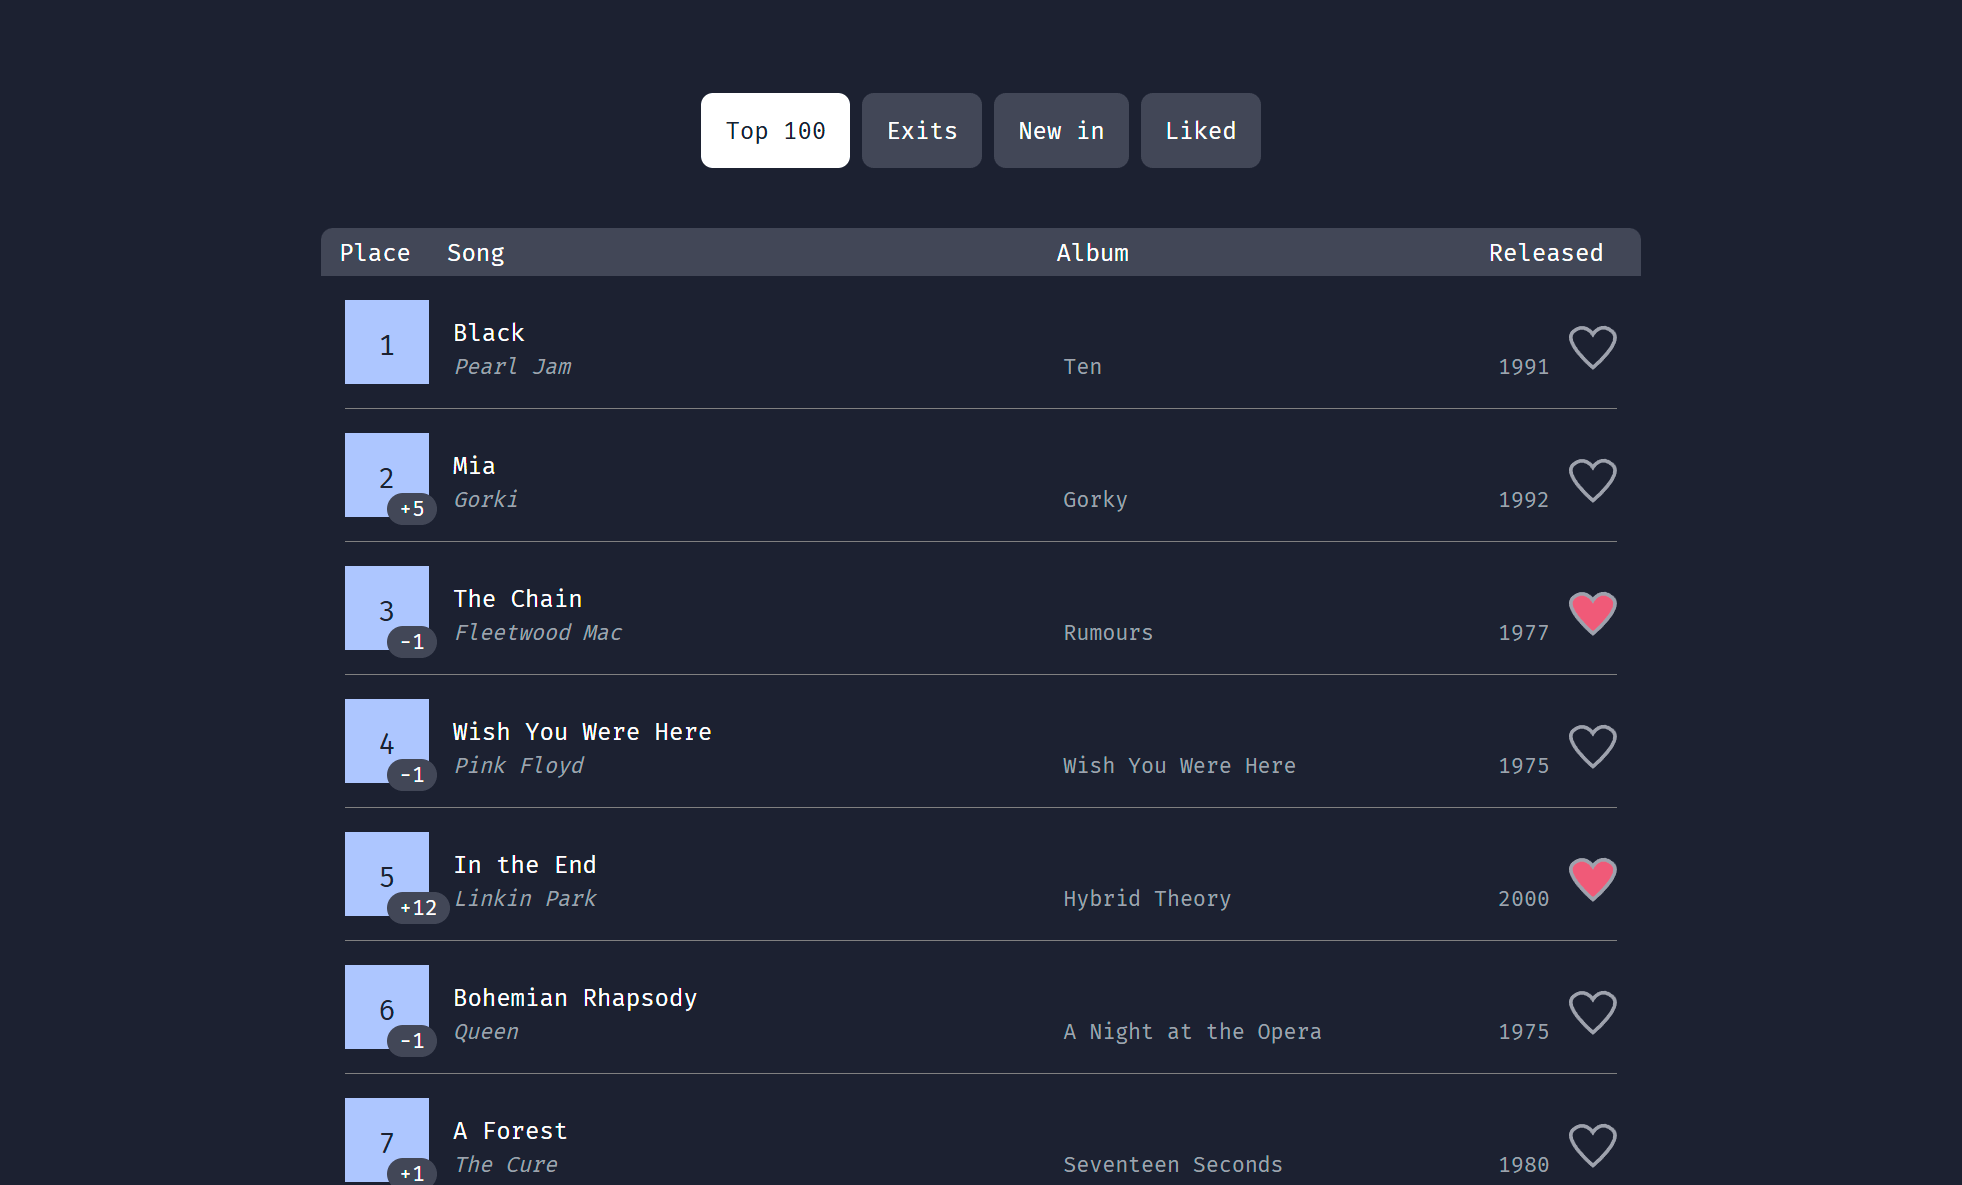 Top 100 Exits New in Liked
Place Song Album Released
1 Black
Pearl Jam Ten 1991
2 Mia
+5 Gorki Gorky 1992
3 The Chain
-1 Fleetwood Mac Rumours 1977
4 Wish You Were Here
-1 Pink Floyd Wish You Were Here 1975
5 In the End
+12 Linkin Park Hybrid Theory 2000
6 Bohemian Rhapsody
-1 Queen A Night at the Opera 1975
7 A Forest
+1 The Cure Seventeen Seconds 1980